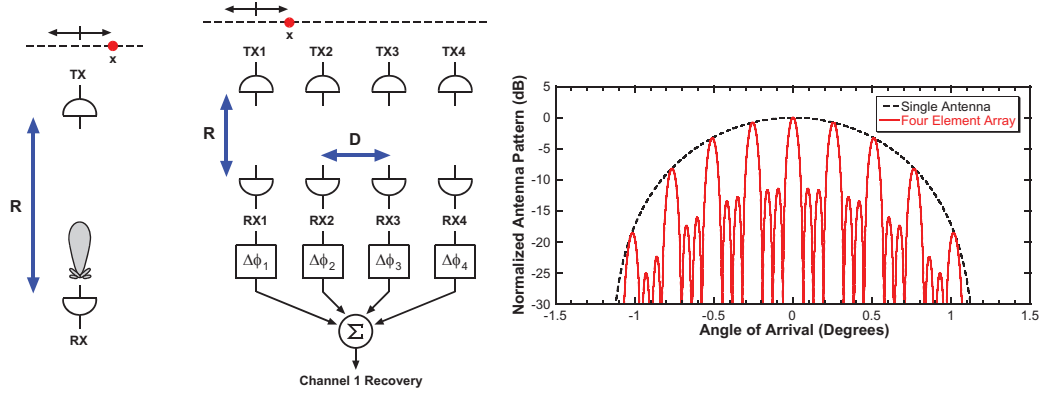 x
TX
R
RX
x
TX1 TX2 TX3 TX4
R
D
RX1 RX2 RX3 RX4
Δϕ1 Δϕ2 Δϕ3 Δϕ4
Σ
Channel 1 Recovery
Normalized Antenna Pattern (dB)
5
0
-5
-10
-15
-20
-25
-30
Single Antenna
Four Element Array
-1.5 -1 -0.5 0 0.5 1 1.5
Angle of Arrival (Degrees)